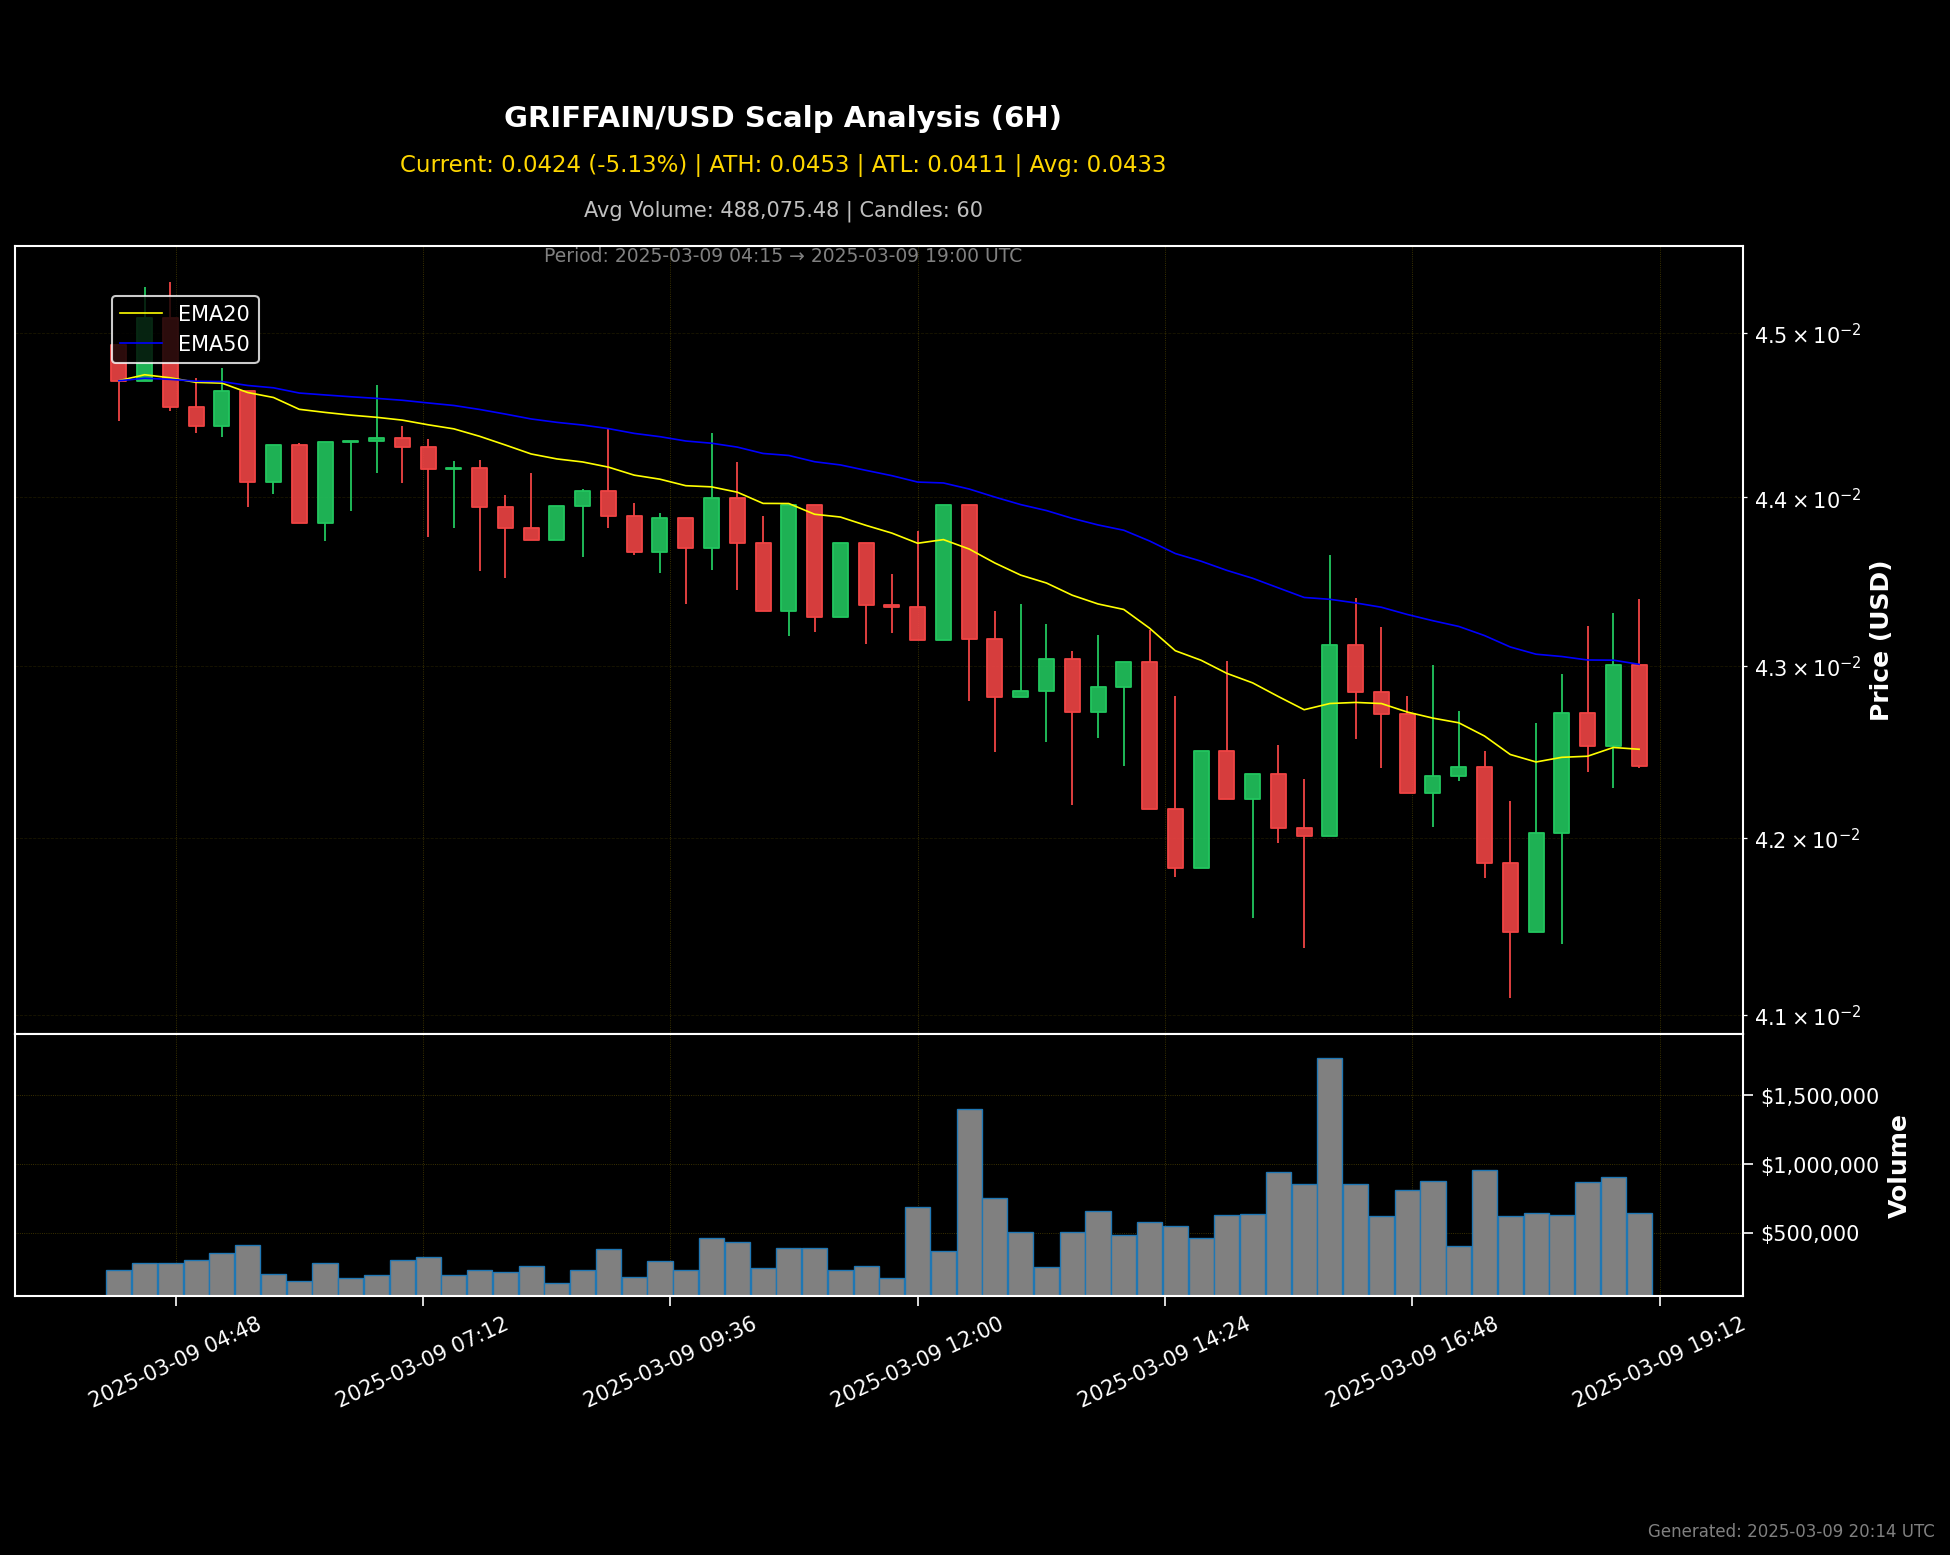 GRIFFAIN/USD Scalp Analysis (6H)
Current: 0.0424 (-5.13%) | ATH: 0.0453 | ATL: 0.0411 | Avg: 0.0433
Avg Volume: 488,075.48 | Candles: 60
Period: 2025-03-09 04:15 → 2025-03-09 19:00 UTC
EMA20
EMA50
4.5 × 10⁻²
4.4 × 10⁻²
4.3 × 10⁻²
4.2 × 10⁻²
4.1 × 10⁻²
Price (USD)
$1,500,000
$1,000,000
$500,000
Volume
2025-03-09 04:48
2025-03-09 07:12
2025-03-09 09:36
2025-03-09 12:00
2025-03-09 14:24
2025-03-09 16:48
2025-03-09 19:12
Generated: 2025-03-09 20:14 UTC